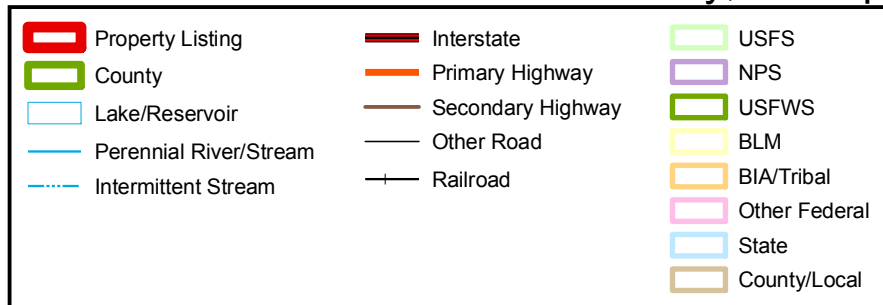 Property Listing
County
Lake/Reservoir
Perennial River/Stream
Intermittent Stream
Interstate
Primary Highway
Secondary Highway
Other Road
Railroad
USFS
NPS
USFWS
BLM
BIA/Tribal
Other Federal
State
County/Local